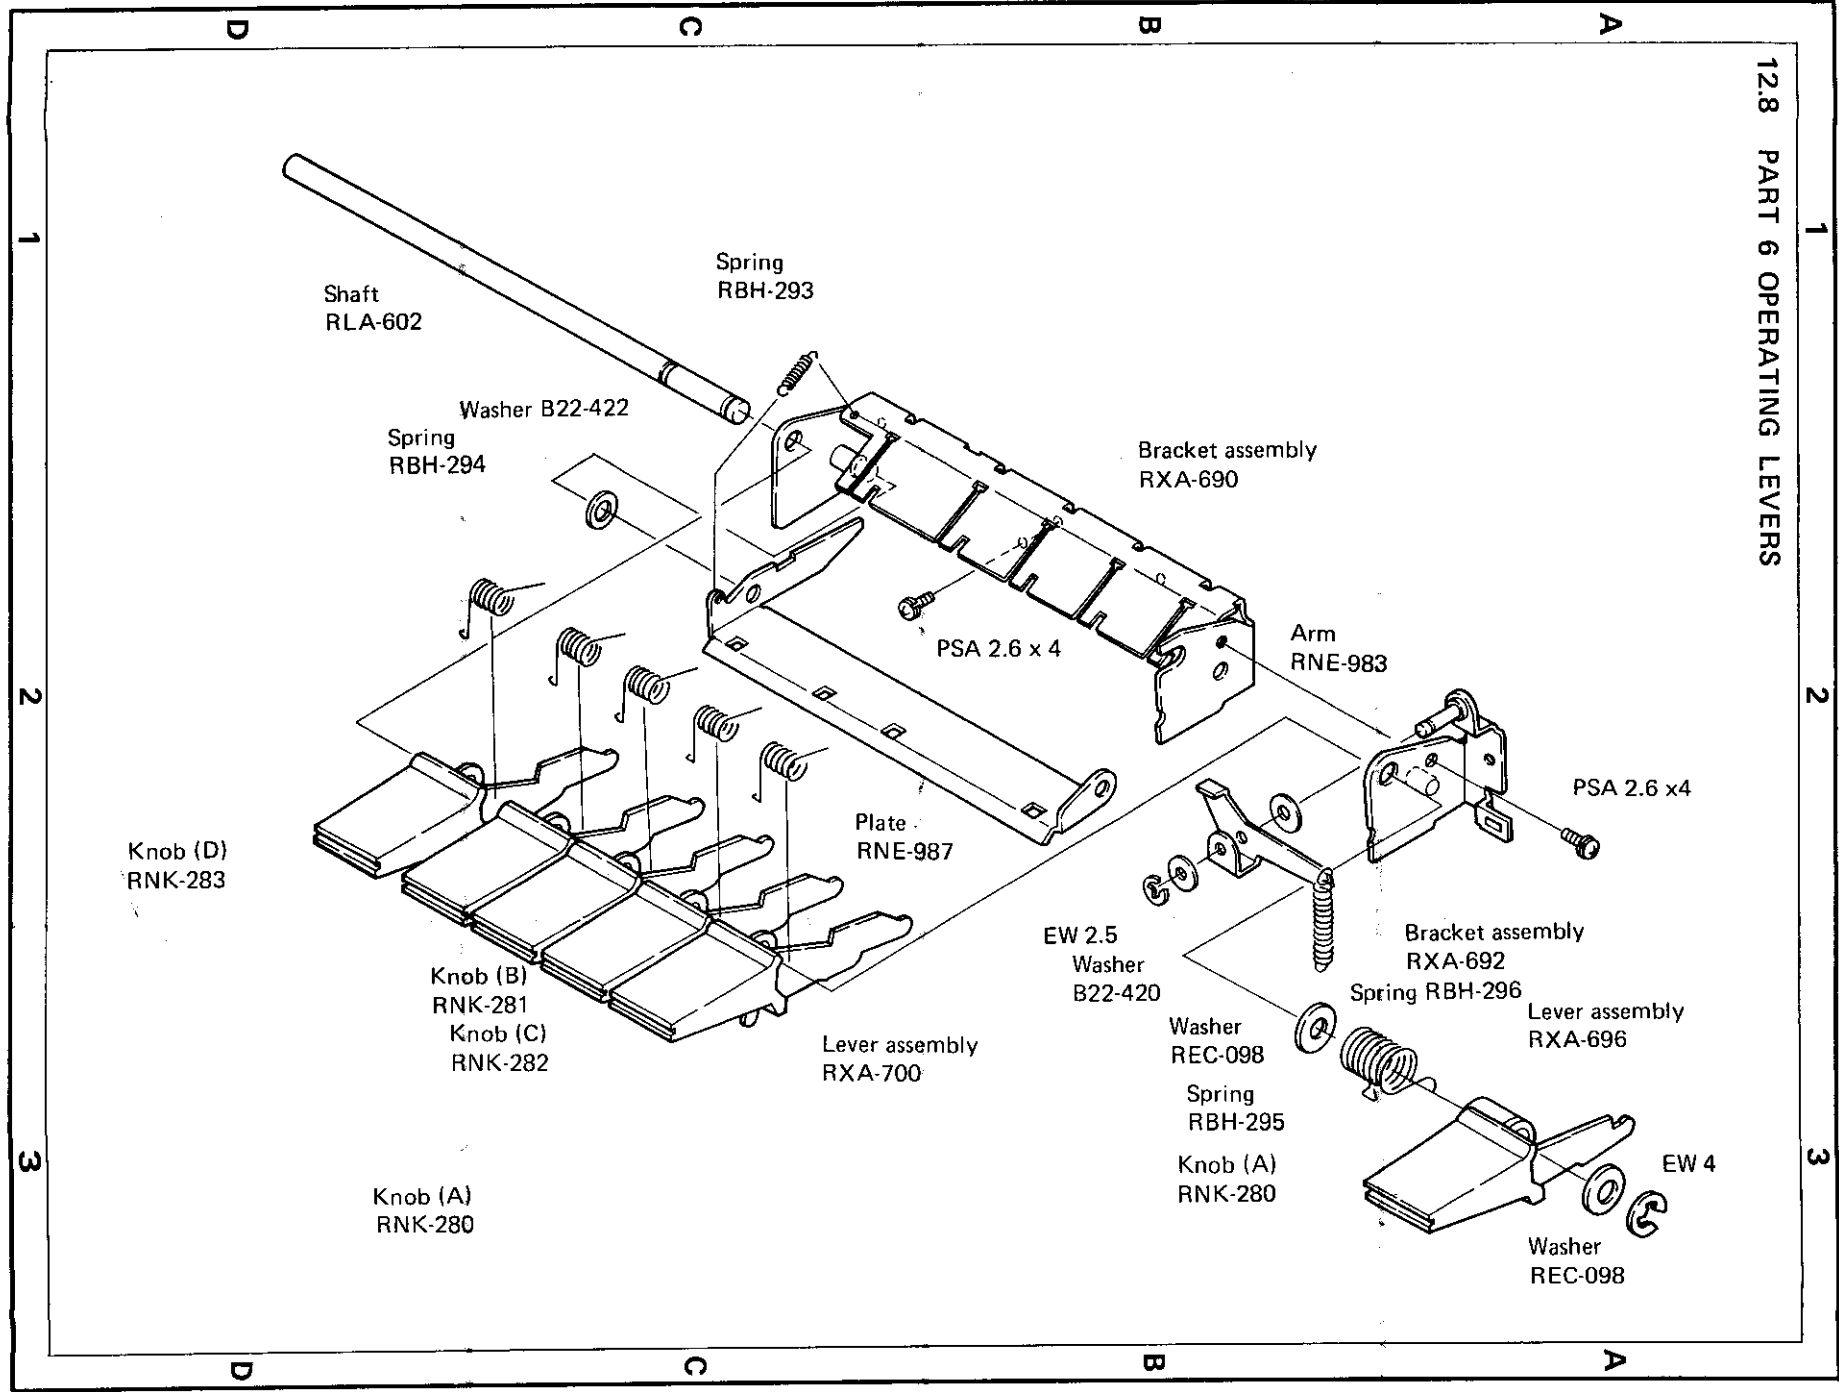 D
C
B
A
12.8 PART 6 OPERATING LEVERS
1
1
Spring
RBH-293
Shaft
RLA-602
Washer B22-422
Spring
RBH-294
Bracket assembly
RXA-690
PSA 2.6 x 4
Arm
RNE-983
2
2
PSA 2.6 x4
Plate
RNE-987
Knob (D)
RNK-283
EW 2.5
Washer
B22-420
Bracket assembly
RXA-692
Spring RBH-296
Knob (B)
RNK-281
Knob (C)
RNK-282
Lever assembly
RXA-700
Washer
REC-098
Lever assembly
RXA-696
Spring
RBH-295
Knob (A)
RNK-280
EW 4
3
3
Knob (A)
RNK-280
Washer
REC-098
D
C
B
A